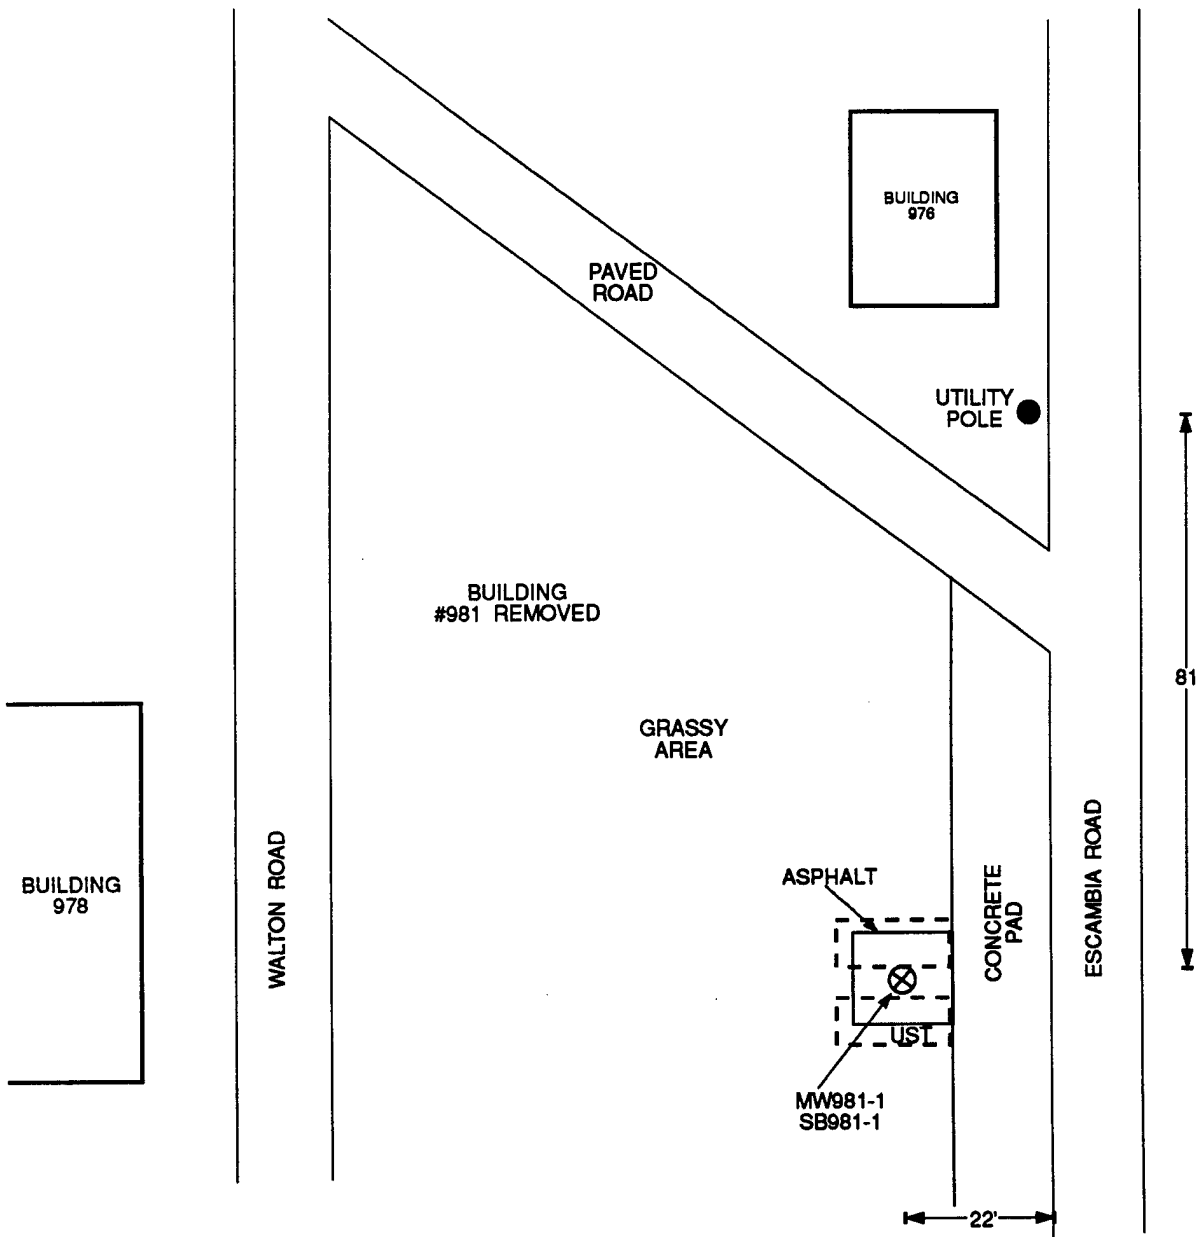 BUILDING
976
PAVED
ROAD
UTILITY
POLE
BUILDING
#981 REMOVED
81
GRASSY
AREA
BUILDING
978
WALTON ROAD
ASPHALT
CONCRETE
PAD
ESCAMBIA ROAD
UST
MW981-1
SB981-1
22'